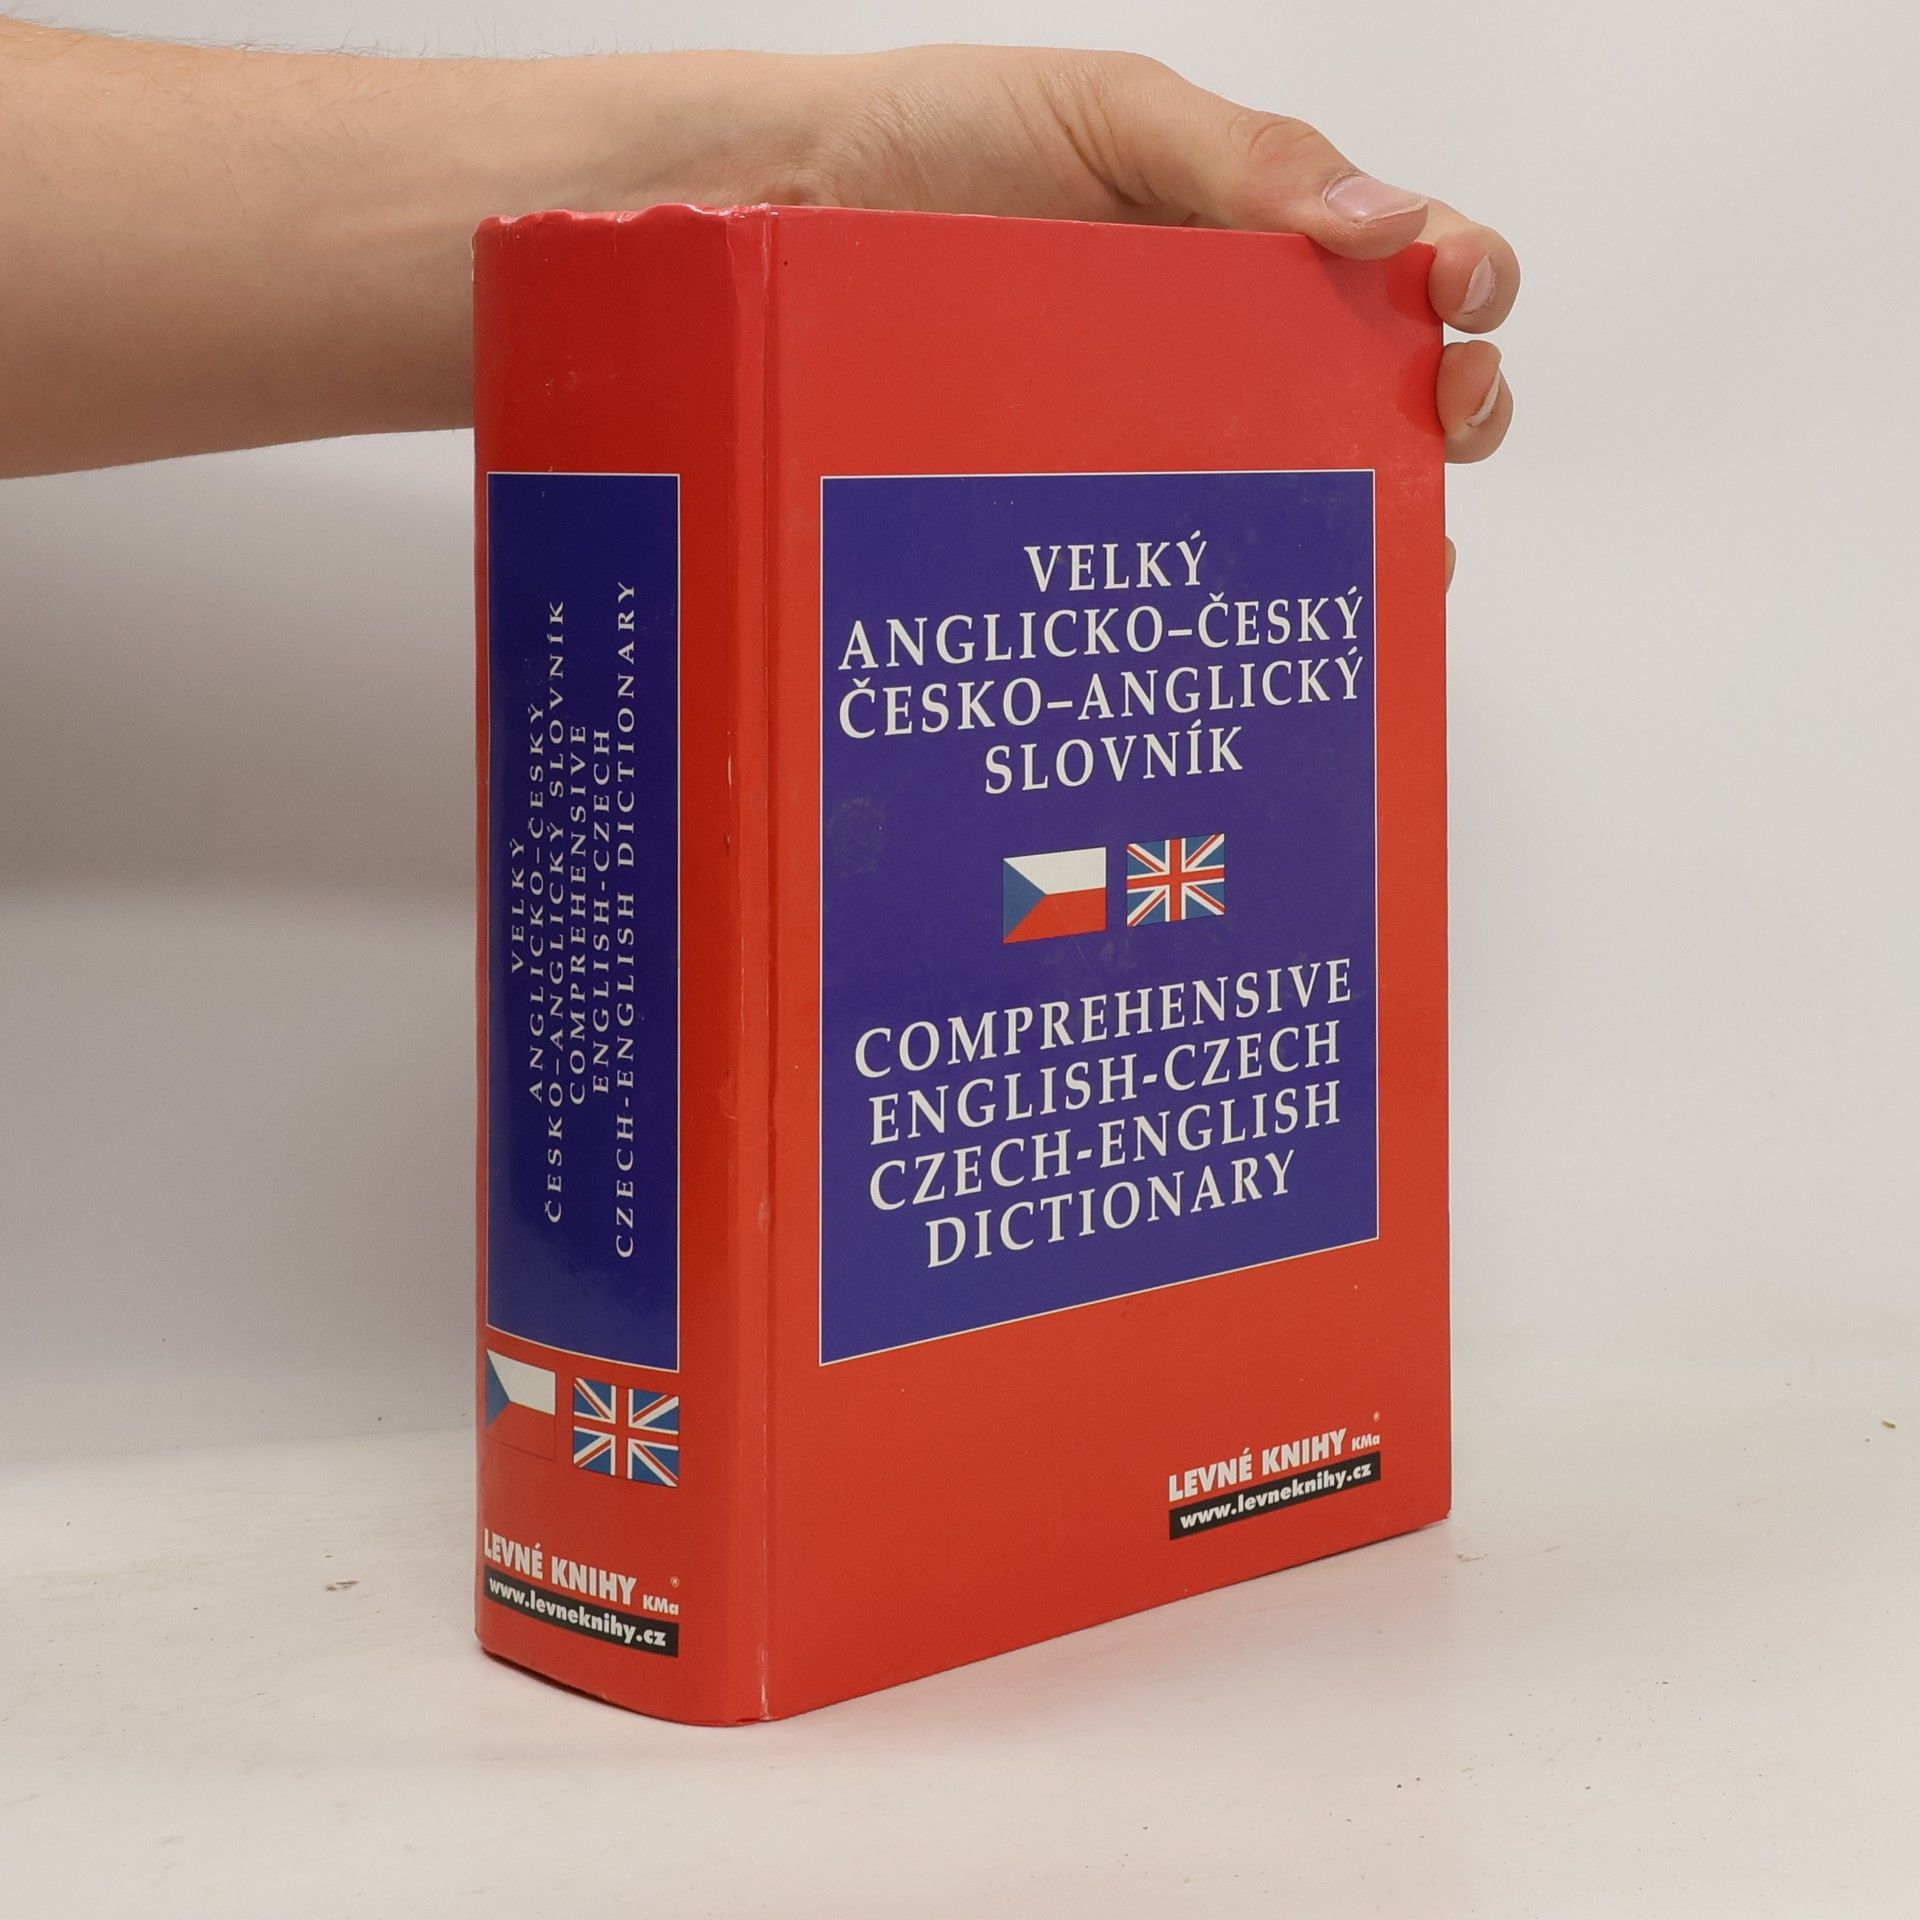 VELKÝ
ANGLICKO–ČESKÝ
ČESKO–ANGLICKÝ SLOVNÍK
COMPREHENSIVE
ENGLISH-CZECH
CZECH-ENGLISH DICTIONARY
LEVNÉ KNIHY KMa ®
www.levneknihy.cz
VELKÝ
ANGLICKO–ČESKÝ
ČESKO–ANGLICKÝ
SLOVNÍK
COMPREHENSIVE
ENGLISH-CZECH
CZECH-ENGLISH
DICTIONARY
LEVNÉ KNIHY KMa ®
www.levneknihy.cz